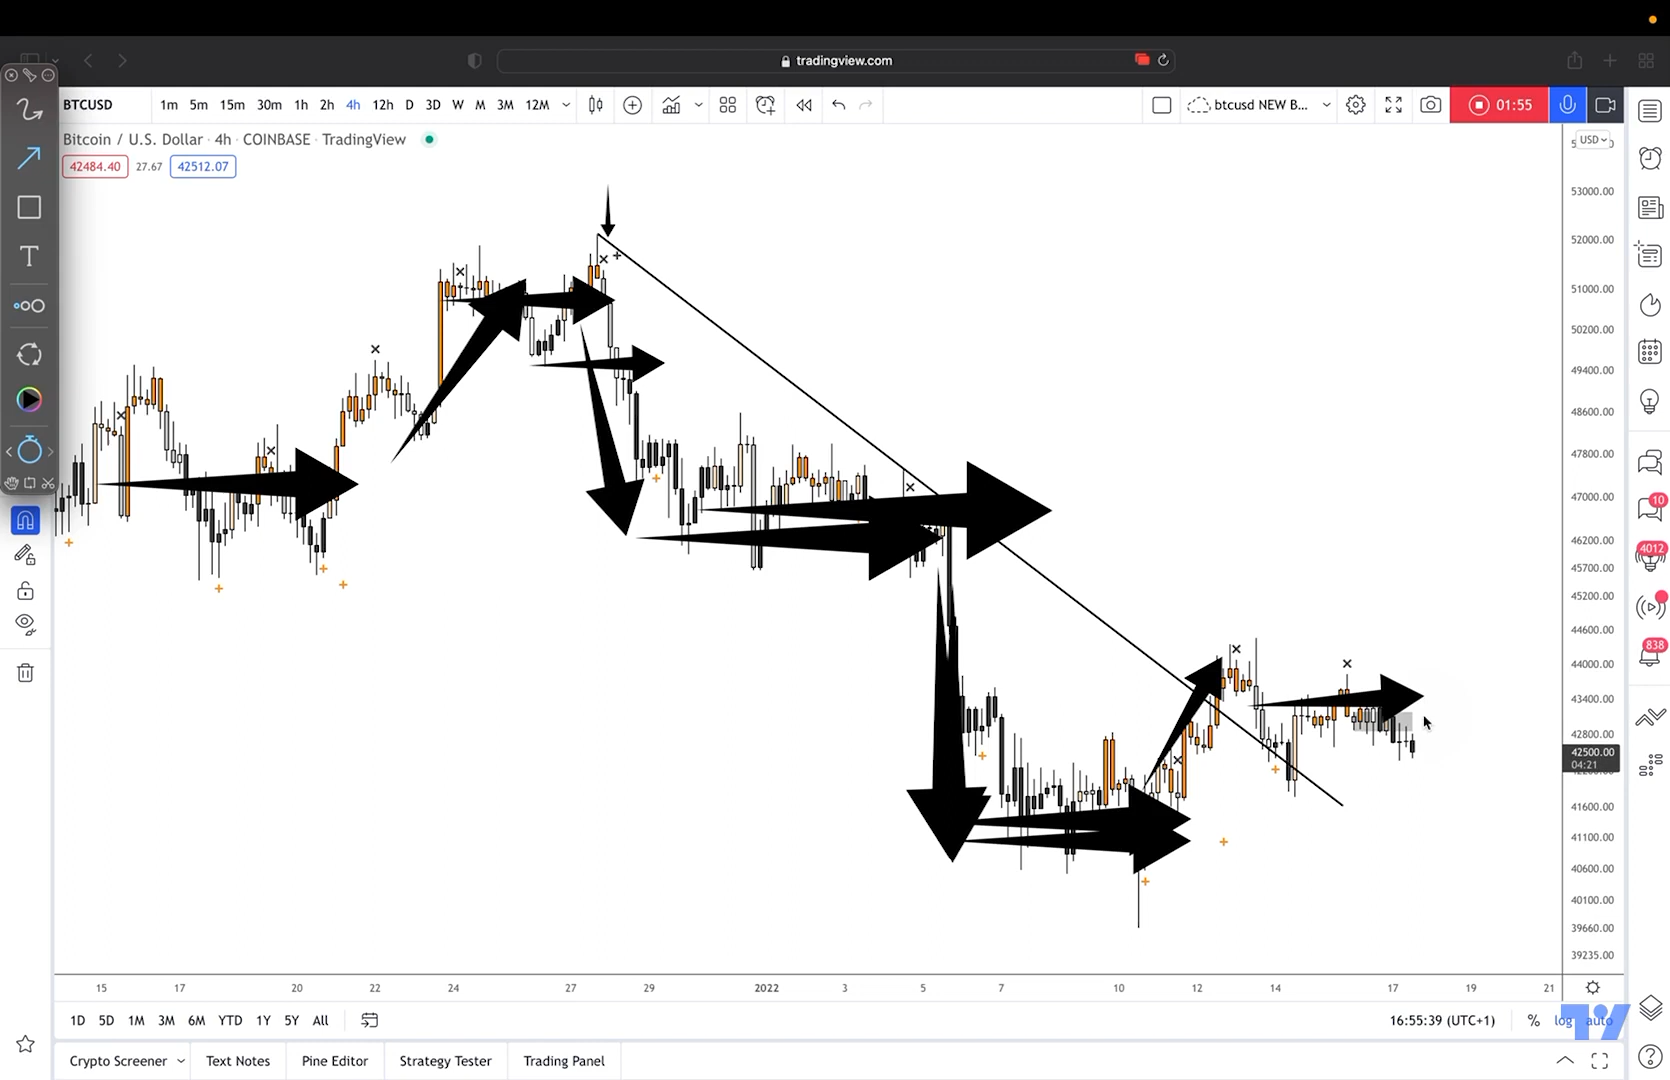 tradingview.com
BTCUSD 1m 5m 15m 30m 1h 2h 4h 12h D 3D W M 3M 12M btcusd NEW B... 01:55
Bitcoin / U.S. Dollar · 4h · COINBASE · TradingView
USD
42484.40 27.67 42512.07
T
53000.00
52000.00
51000.00
50200.00
49400.00
48600.00
47800.00
47000.00
46200.00
45700.00
45200.00
44600.00
44000.00
43400.00
42800.00
42500.00
04:21
41600.00
41100.00
40600.00
40100.00
39660.00
39235.00
10
4012
838
15 17 20 22 24 27 29 2022 3 5 7 10 12 14 17 19 21
1D 5D 1M 3M 6M YTD 1Y 5Y All 16:55:39 (UTC+1) % log auto
Crypto Screener Text Notes Pine Editor Strategy Tester Trading Panel